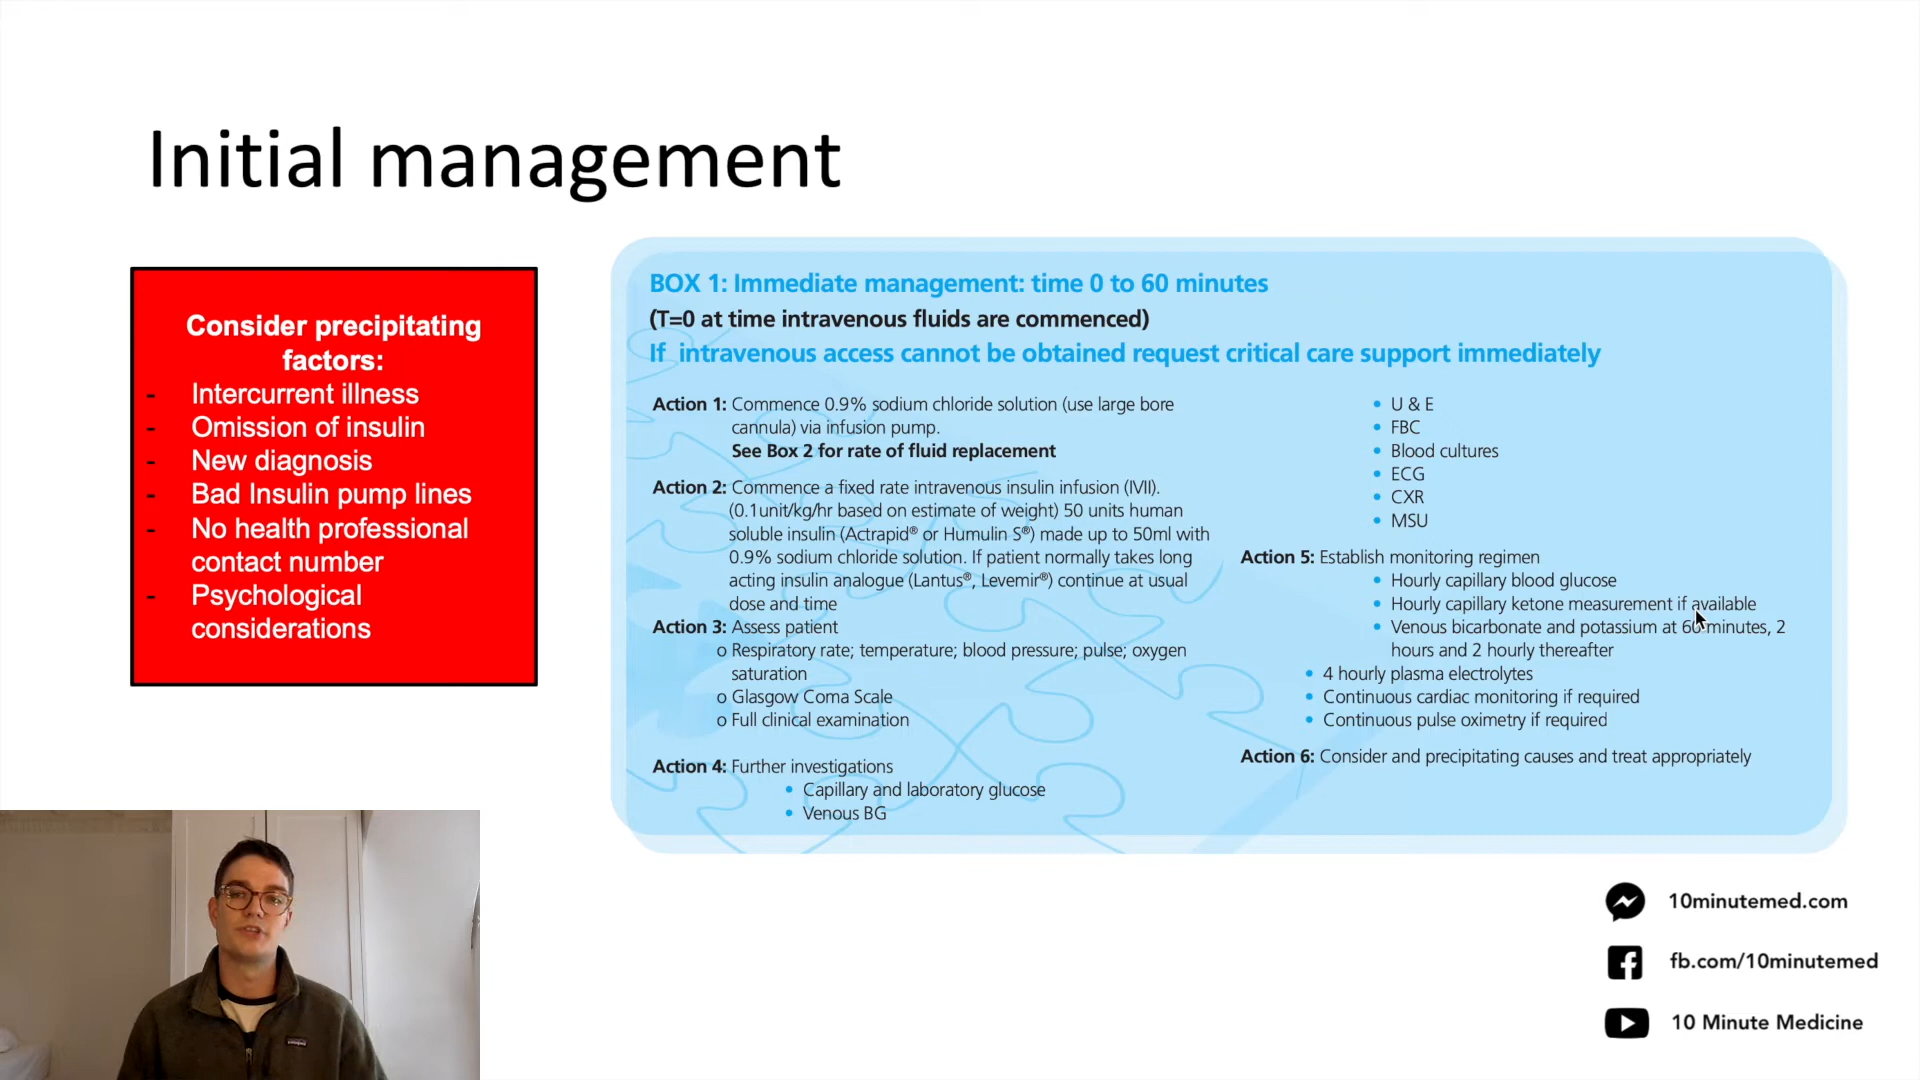 Initial management
Consider precipitating
factors:
- Intercurrent illness
- Omission of insulin
- New diagnosis
- Bad Insulin pump lines
- No health professional
contact number
- Psychological
considerations
BOX 1: Immediate management: time 0 to 60 minutes
(T=0 at time intravenous fluids are commenced)
If intravenous access cannot be obtained request critical care support immediately
Action 1: Commence 0.9% sodium chloride solution (use large bore
cannula) via infusion pump.
See Box 2 for rate of fluid replacement
Action 2: Commence a fixed rate intravenous insulin infusion (IVII).
(0.1unit/kg/hr based on estimate of weight) 50 units human
soluble insulin (Actrapid® or Humulin S®) made up to 50ml with
0.9% sodium chloride solution. If patient normally takes long
acting insulin analogue (Lantus®, Levemir®) continue at usual
dose and time
Action 3: Assess patient
o Respiratory rate; temperature; blood pressure; pulse; oxygen
saturation
o Glasgow Coma Scale
o Full clinical examination
Action 4: Further investigations
• Capillary and laboratory glucose
• Venous BG
• U & E
• FBC
• Blood cultures
• ECG
• CXR
• MSU
Action 5: Establish monitoring regimen
• Hourly capillary blood glucose
• Hourly capillary ketone measurement if available
• Venous bicarbonate and potassium at 60 minutes, 2
hours and 2 hourly thereafter
• 4 hourly plasma electrolytes
• Continuous cardiac monitoring if required
• Continuous pulse oximetry if required
Action 6: Consider and precipitating causes and treat appropriately
10minutemed.com
fb.com/10minutemed
10 Minute Medicine